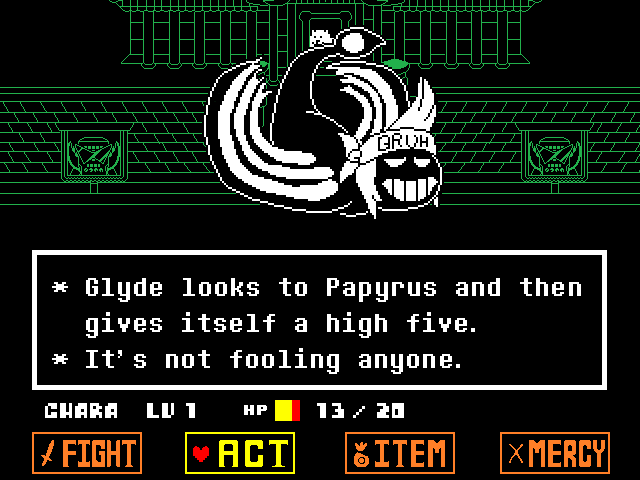 BRUH
* Glyde looks to Papyrus and then
gives itself a high five.
* It's not fooling anyone.
CHARA LV 1 HP 13 / 20
FIGHT ACT ITEM MERCY